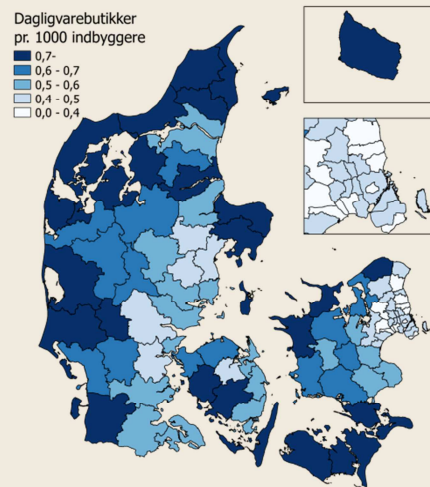 Dagligvarebutikker
pr. 1000 indbyggere
0,7-
0,6 - 0,7
0,5 - 0,6
0,4 - 0,5
0,0 - 0,4